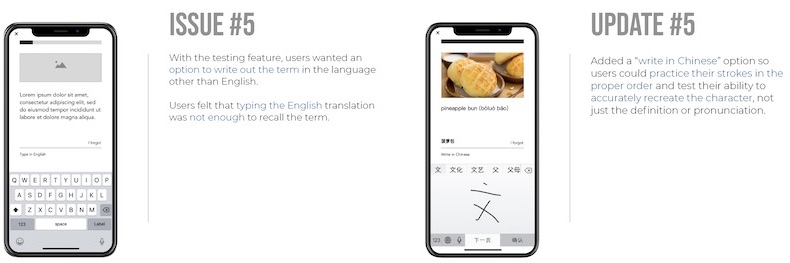 ISSUE #5
With the testing feature, users wanted an
option to write out the term in the language
other than English.
Users felt that typing the English translation
was not enough to recall the term.
UPDATE #5
Added a “write in Chinese” option so
users could practice their strokes in the
proper order and test their ability to
accurately recreate the character, not
just the definition or pronunciation.
Lorem ipsum dolor sit amet,
consectetur adipiscing elit, sed
do eiusmod tempor incididunt ut
labore et dolore magna aliqua.
I forgot
Type in English
Q W E R T Y U I O P
A S D F G H J K L
Z X C V B N M
123 space Label
pineapple bun (bōluó bāo)
菠萝包 I forgot
Write in Chinese
文 文化 文艺 父 父母
123 下一页 确认